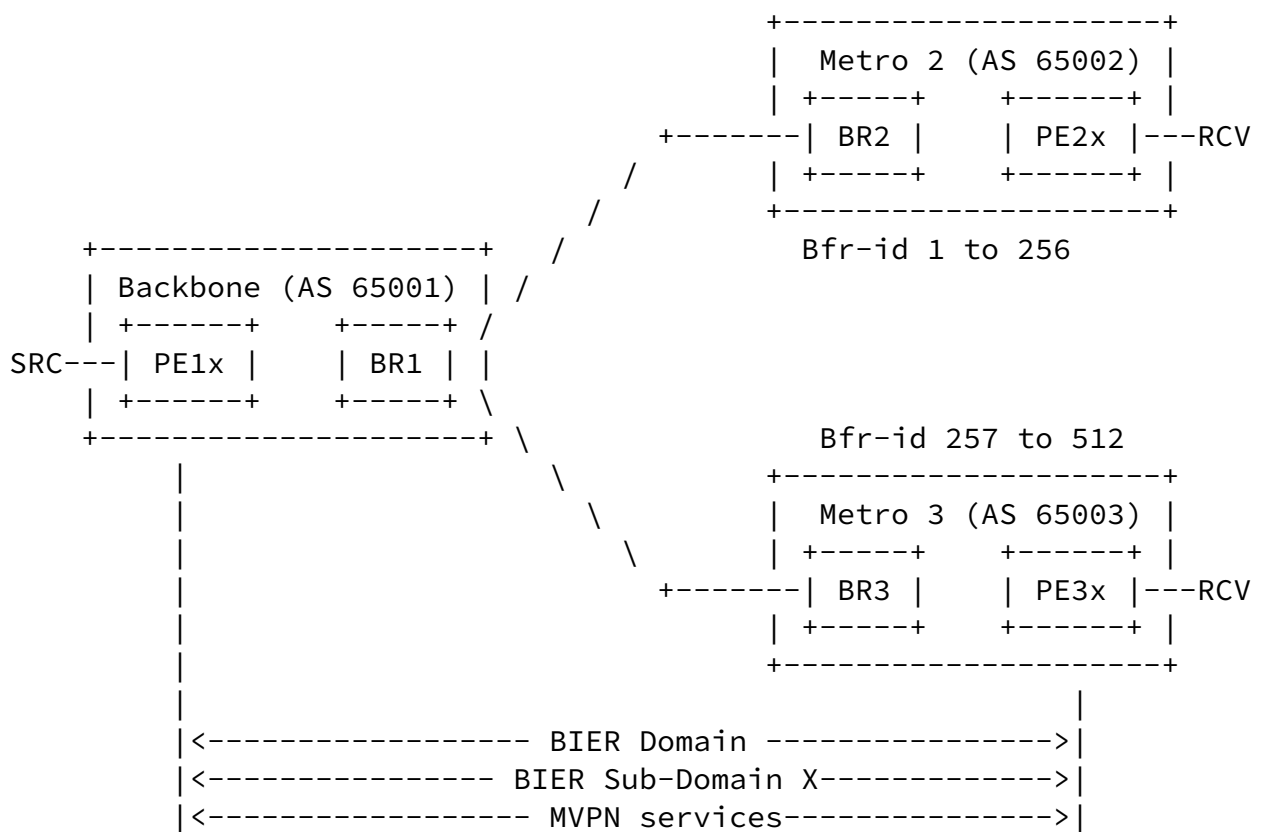 Metro 2 (AS 65002)
BR2 PE2x RCV
Bfr-id 1 to 256
Backbone (AS 65001)
SRC PE1x BR1
Bfr-id 257 to 512
Metro 3 (AS 65003)
BR3 PE3x RCV
BIER Domain
BIER Sub-Domain X
MVPN services